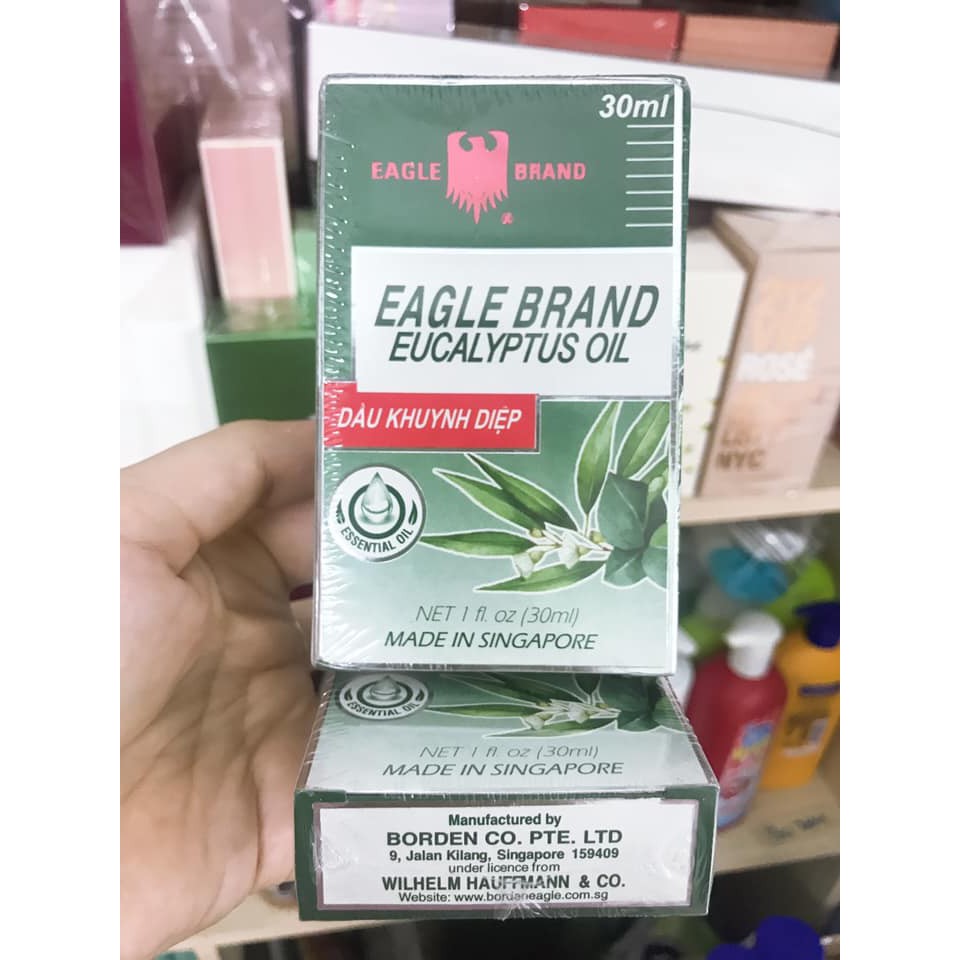 30ml
EAGLE BRAND
EAGLE BRAND
EUCALYPTUS OIL
DẦU KHUYNH DIỆP
ESSENTIAL OIL
NET 1 fl. oz (30ml)
MADE IN SINGAPORE
ESSENTIAL OIL
NET 1 fl. oz (30ml)
MADE IN SINGAPORE
Manufactured by
BORDEN CO. PTE. LTD
9, Jalan Kilang, Singapore 159409
under licence from
WILHELM HAUFFMANN & CO.
Website: www.bordeneagle.com.sg
ROSÉ
NYC